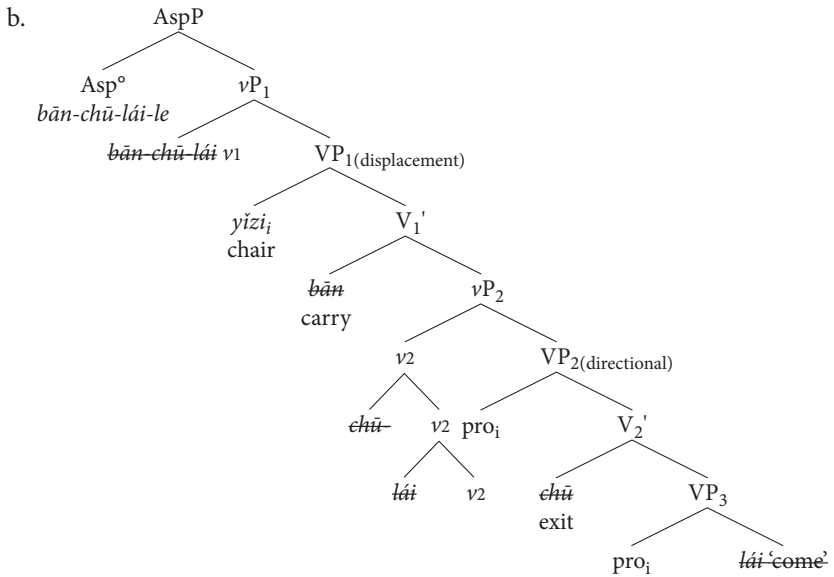 b. AspP
Asp° vP₁
bān-chū-lái-le
bān-chū-lái v1 VP₁(displacement)
yǐziᵢ V₁'
chair
bān vP₂
carry
v2 VP₂(directional)
chū- v2 proᵢ V₂'
lái v2 chū VP₃
exit
proᵢ lái ‘come’